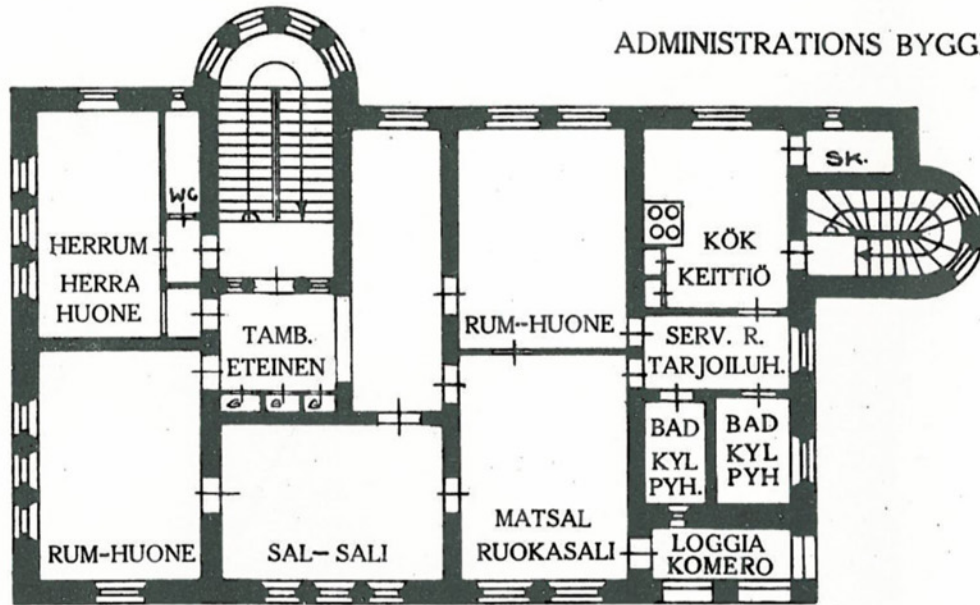 ADMINISTRATIONS BYGG
WC
SK.
HERRUM
HERRA
HUONE
KÖK
KEITTIÖ
RUM-HUONE
TAMB.
ETEINEN
SERV. R.
TARJOILUH.
BAD
KYL
PYH.
BAD
KYL
PYH
RUM-HUONE
SAL-SALI
MATSAL
RUOKASALI
LOGGIA
KOMERO